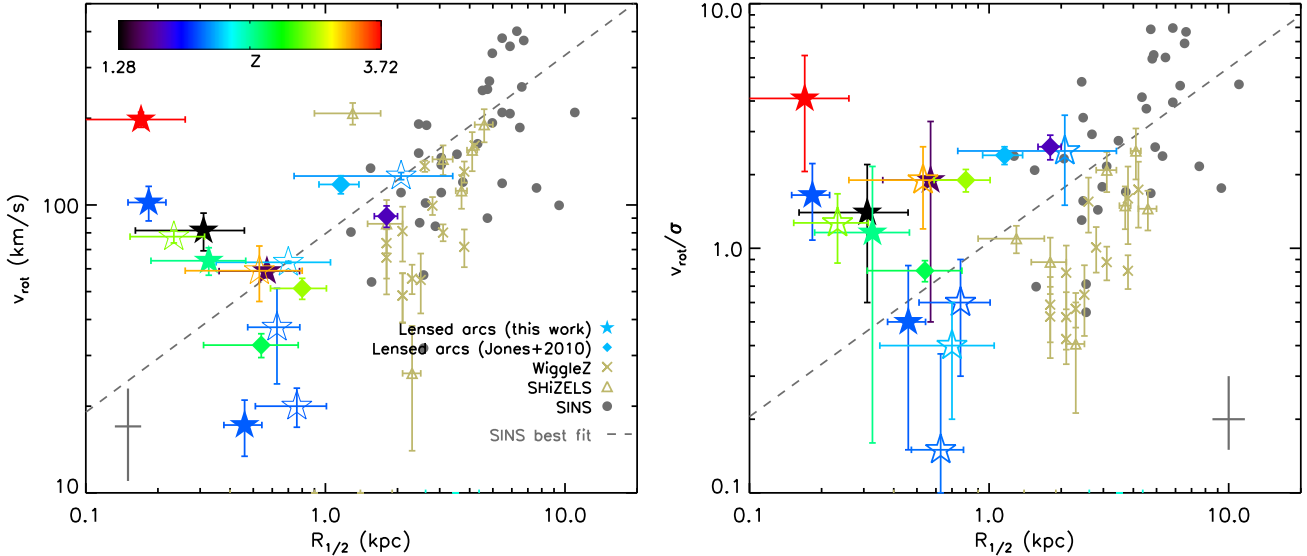 1.28 Z 3.72
v_rot (km/s)
100
10
Lensed arcs (this work)
Lensed arcs (Jones+2010)
WiggleZ
SHiZELS
SINS
SINS best fit
0.1 1.0 10.0
R_1/2 (kpc)
v_rot/σ
10.0
1.0
0.1
0.1 1.0 10.0
R_1/2 (kpc)